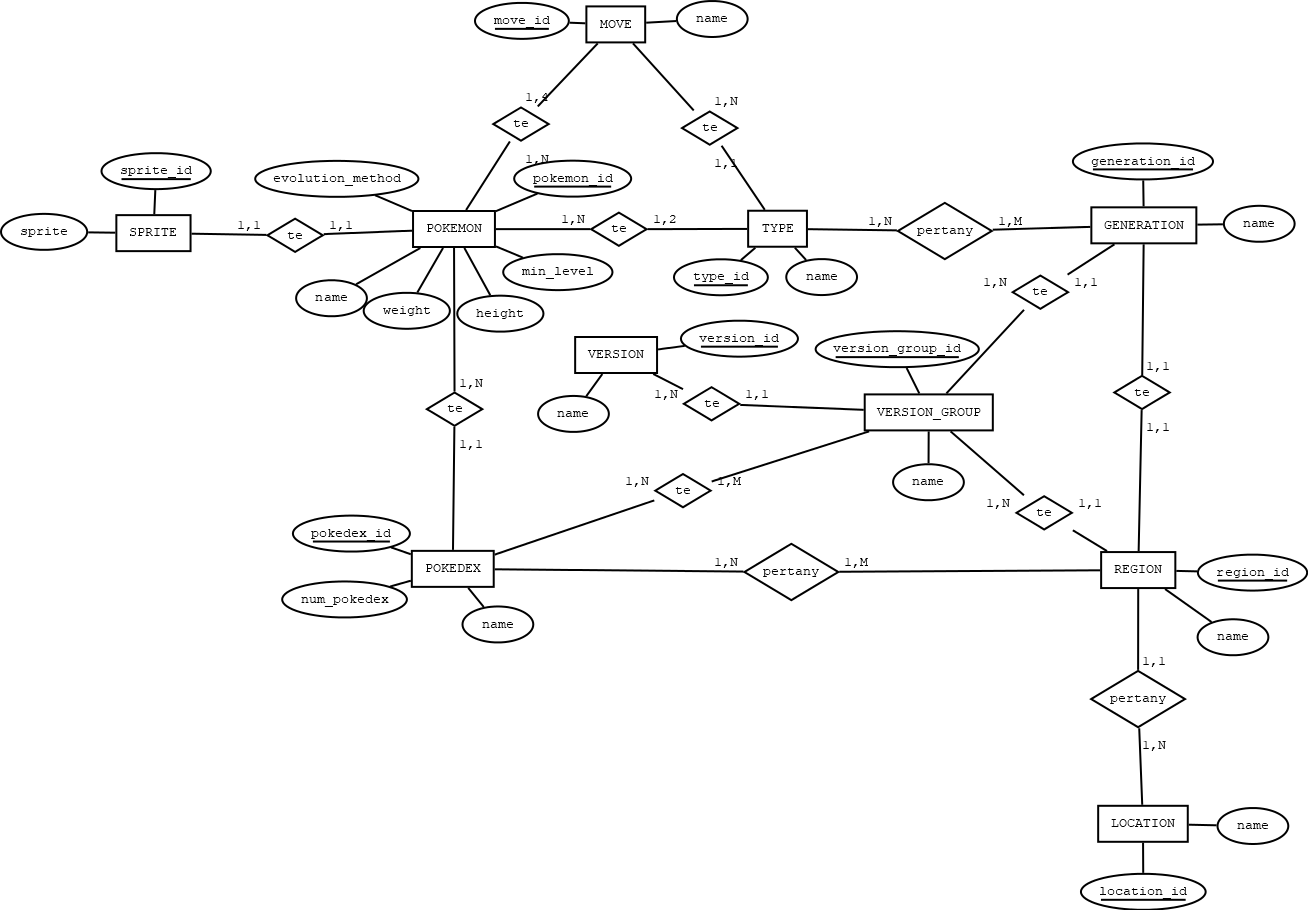 move_id
MOVE
name
1,4
1,N
te
te
1,N
1,1
sprite_id
evolution_method
pokemon_id
generation_id
sprite
SPRITE
1,1
te
1,1
POKEMON
1,N
te
1,2
TYPE
1,N
pertany
1,M
GENERATION
name
name
weight
height
min_level
type_id
name
1,N
te
1,1
VERSION
version_id
version_group_id
name
1,N
te
1,1
VERSION_GROUP
name
1,1
te
1,1
1,N
te
1,1
1,N
te
1,M
1,N
te
1,1
pokedex_id
POKEDEX
num_pokedex
name
1,N
pertany
1,M
REGION
region_id
name
1,1
pertany
1,N
LOCATION
name
location_id